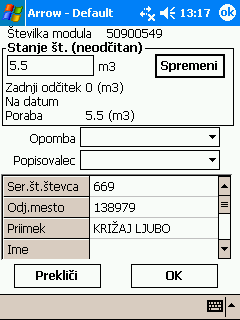 Arrow - Default 13:17 ok
Številka modula 50900549
Stanje št. (neodčitan)
5.5 m3 Spremeni
Zadnji odčitek 0 (m3)
Na datum
Poraba 5.5 (m3)
Opomba
Popisovalec
Ser.št.števca 669
Odj.mesto 138979
Priimek KRIŽAJ LJUBO
Ime
Prekliči OK